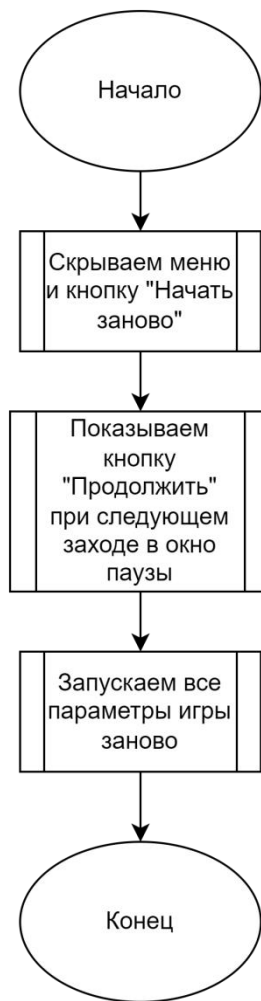 Начало
Скрываем меню
и кнопку "Начать
заново"
Показываем
кнопку
"Продолжить"
при следующем
заходе в окно
паузы
Запускаем все
параметры игры
заново
Конец